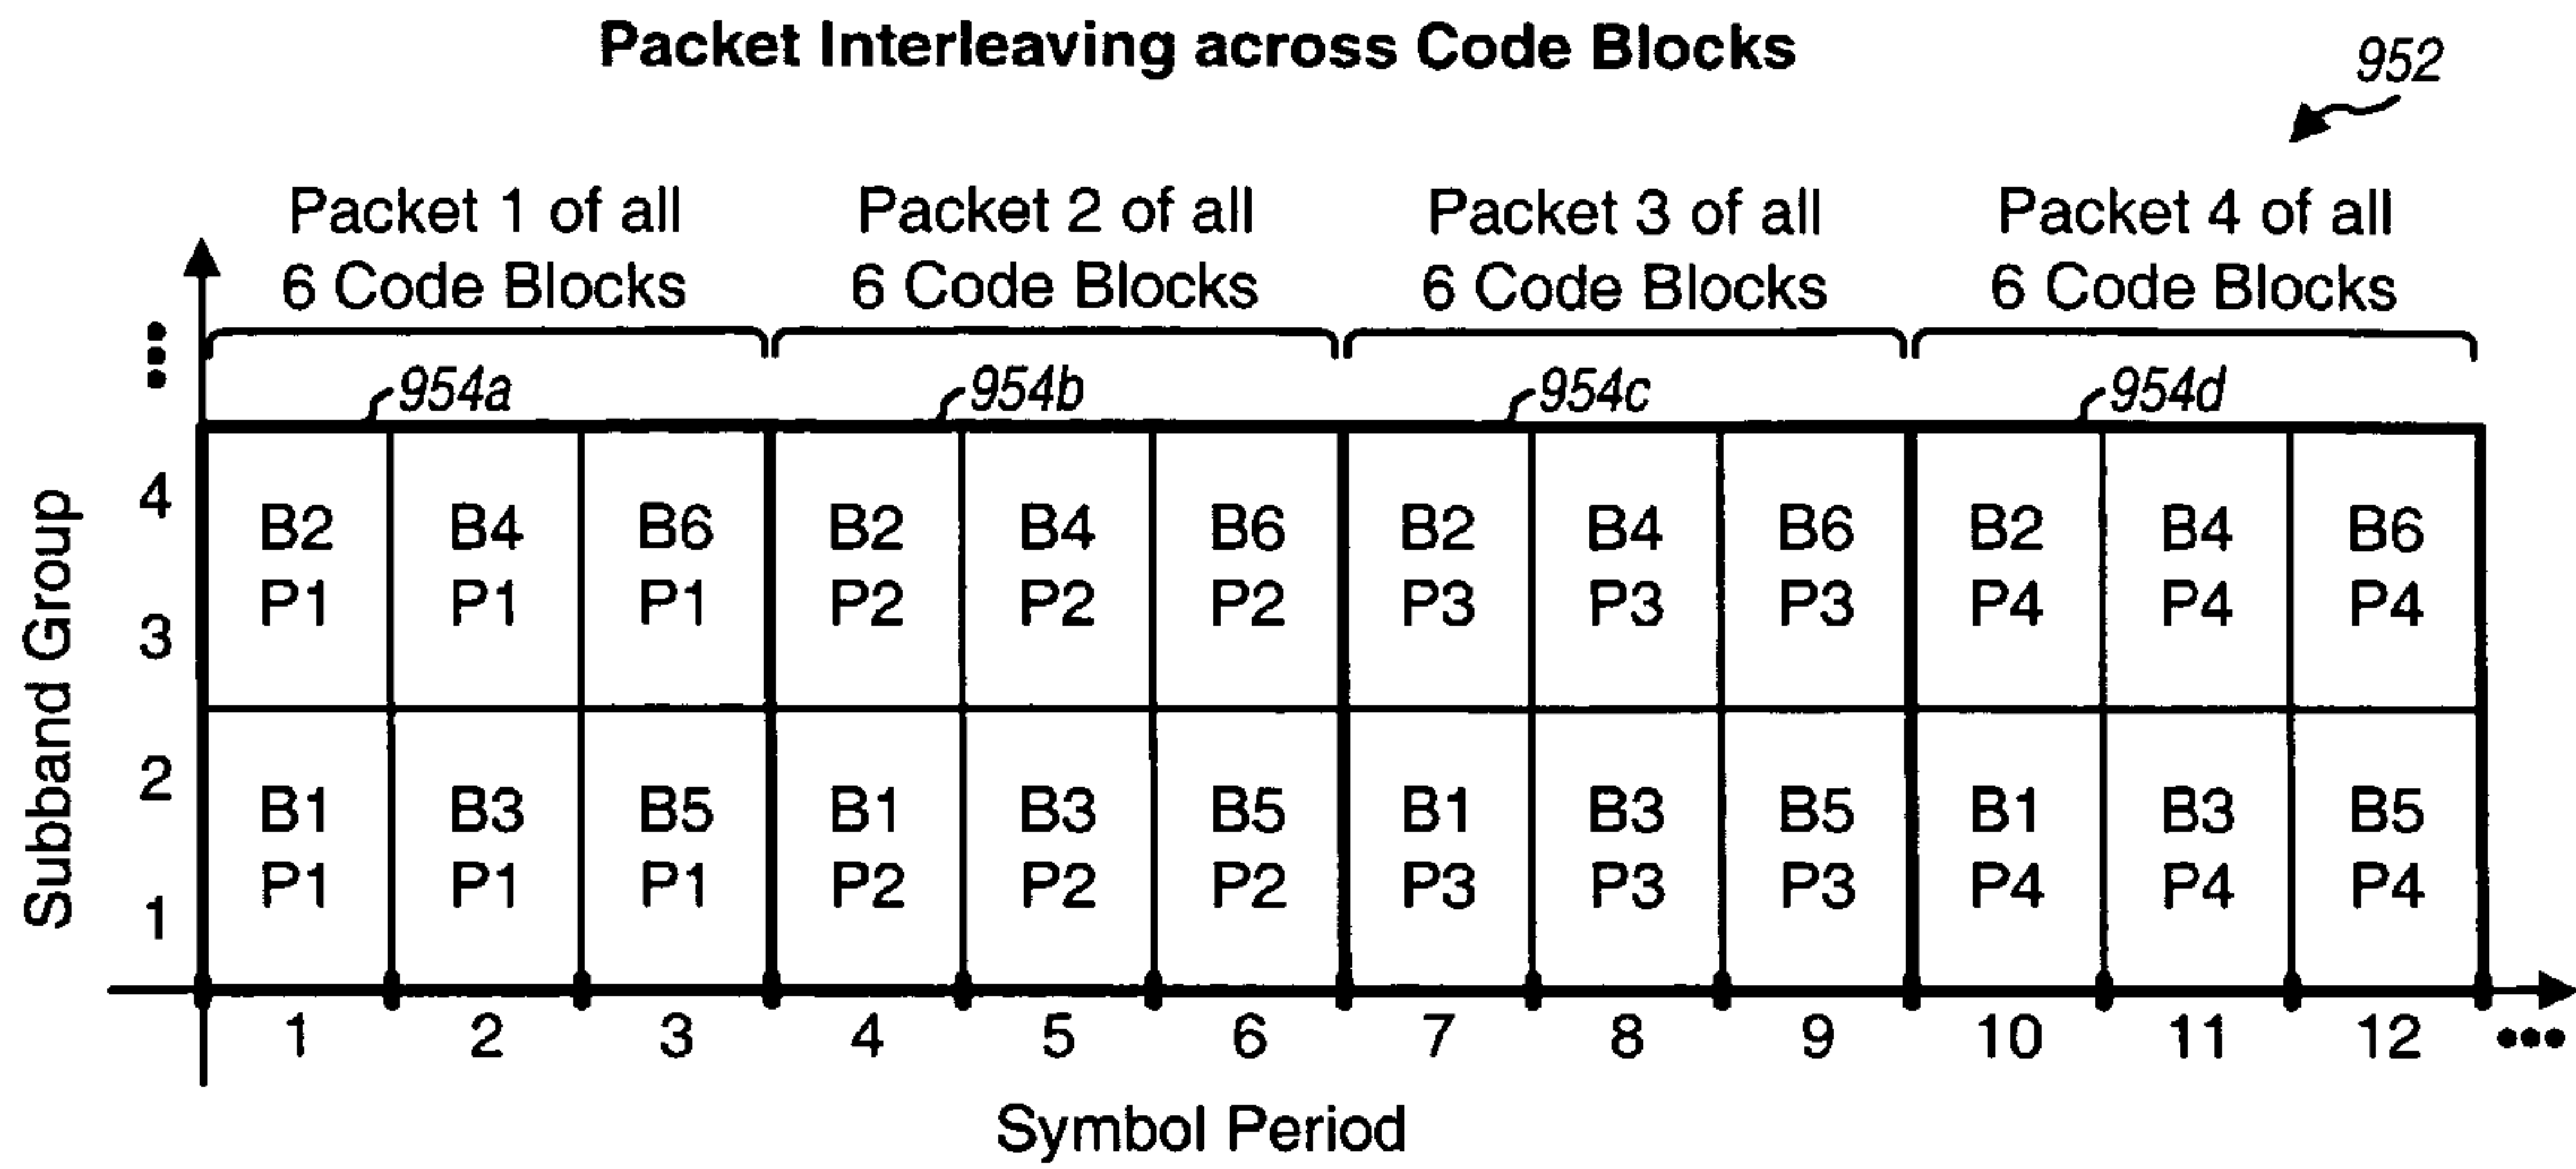 Packet Interleaving across Code Blocks
952
Packet 1 of all
6 Code Blocks
Packet 2 of all
6 Code Blocks
Packet 3 of all
6 Code Blocks
Packet 4 of all
6 Code Blocks
954a 954b 954c 954d
Subband Group
4
B2 B4 B6 B2 B4 B6 B2 B4 B6 B2 B4 B6
P1 P1 P1 P2 P2 P2 P3 P3 P3 P4 P4 P4
3
2
B1 B3 B5 B1 B3 B5 B1 B3 B5 B1 B3 B5
P1 P1 P1 P2 P2 P2 P3 P3 P3 P4 P4 P4
1
1 2 3 4 5 6 7 8 9 10 11 12
Symbol Period